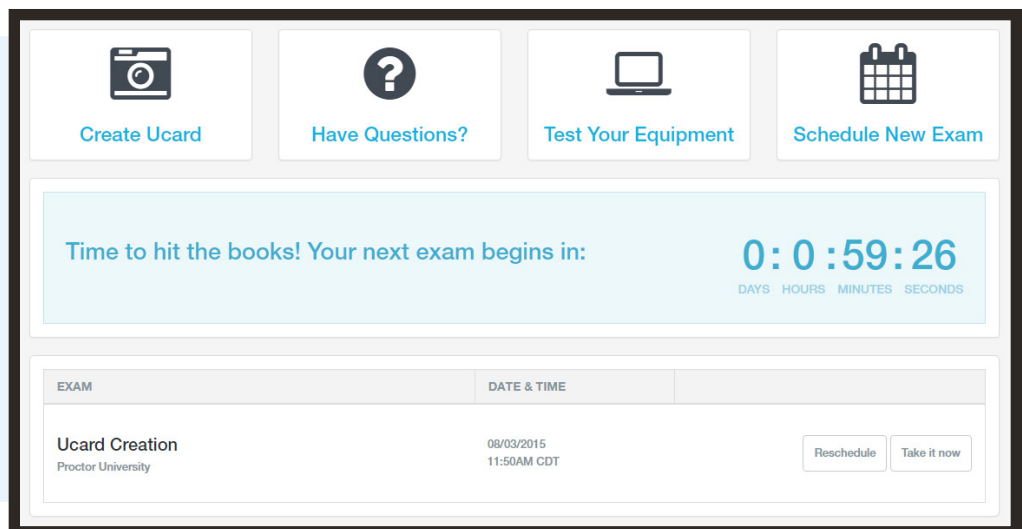 Create Ucard
Have Questions?
Test Your Equipment
Schedule New Exam
Time to hit the books! Your next exam begins in:
0 : 0 : 59 : 26
DAYS HOURS MINUTES SECONDS
EXAM
DATE & TIME
Ucard Creation
Proctor University
08/03/2015
11:50AM CDT
Reschedule
Take it now